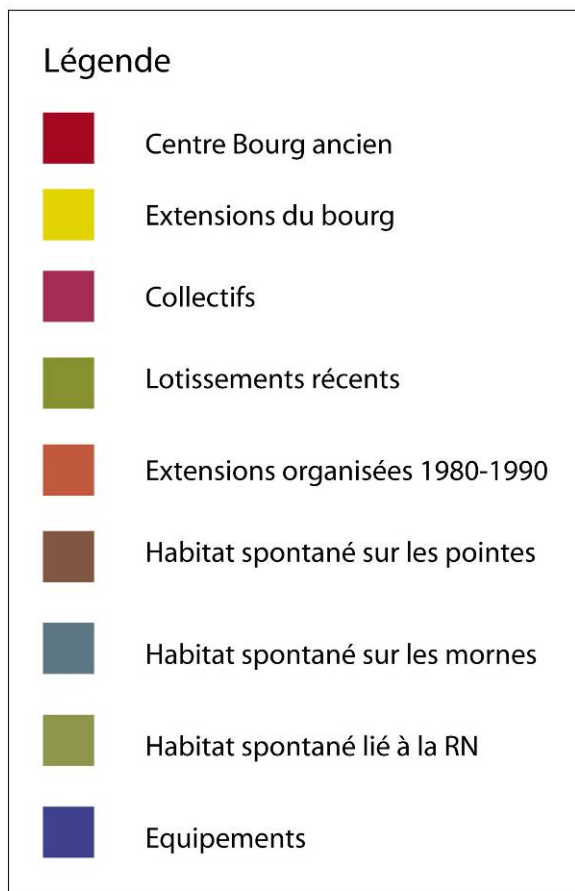 Légende
Centre Bourg ancien
Extensions du bourg
Collectifs
Lotissements récents
Extensions organisées 1980-1990
Habitat spontané sur les pointes
Habitat spontané sur les mornes
Habitat spontané lié à la RN
Equipements